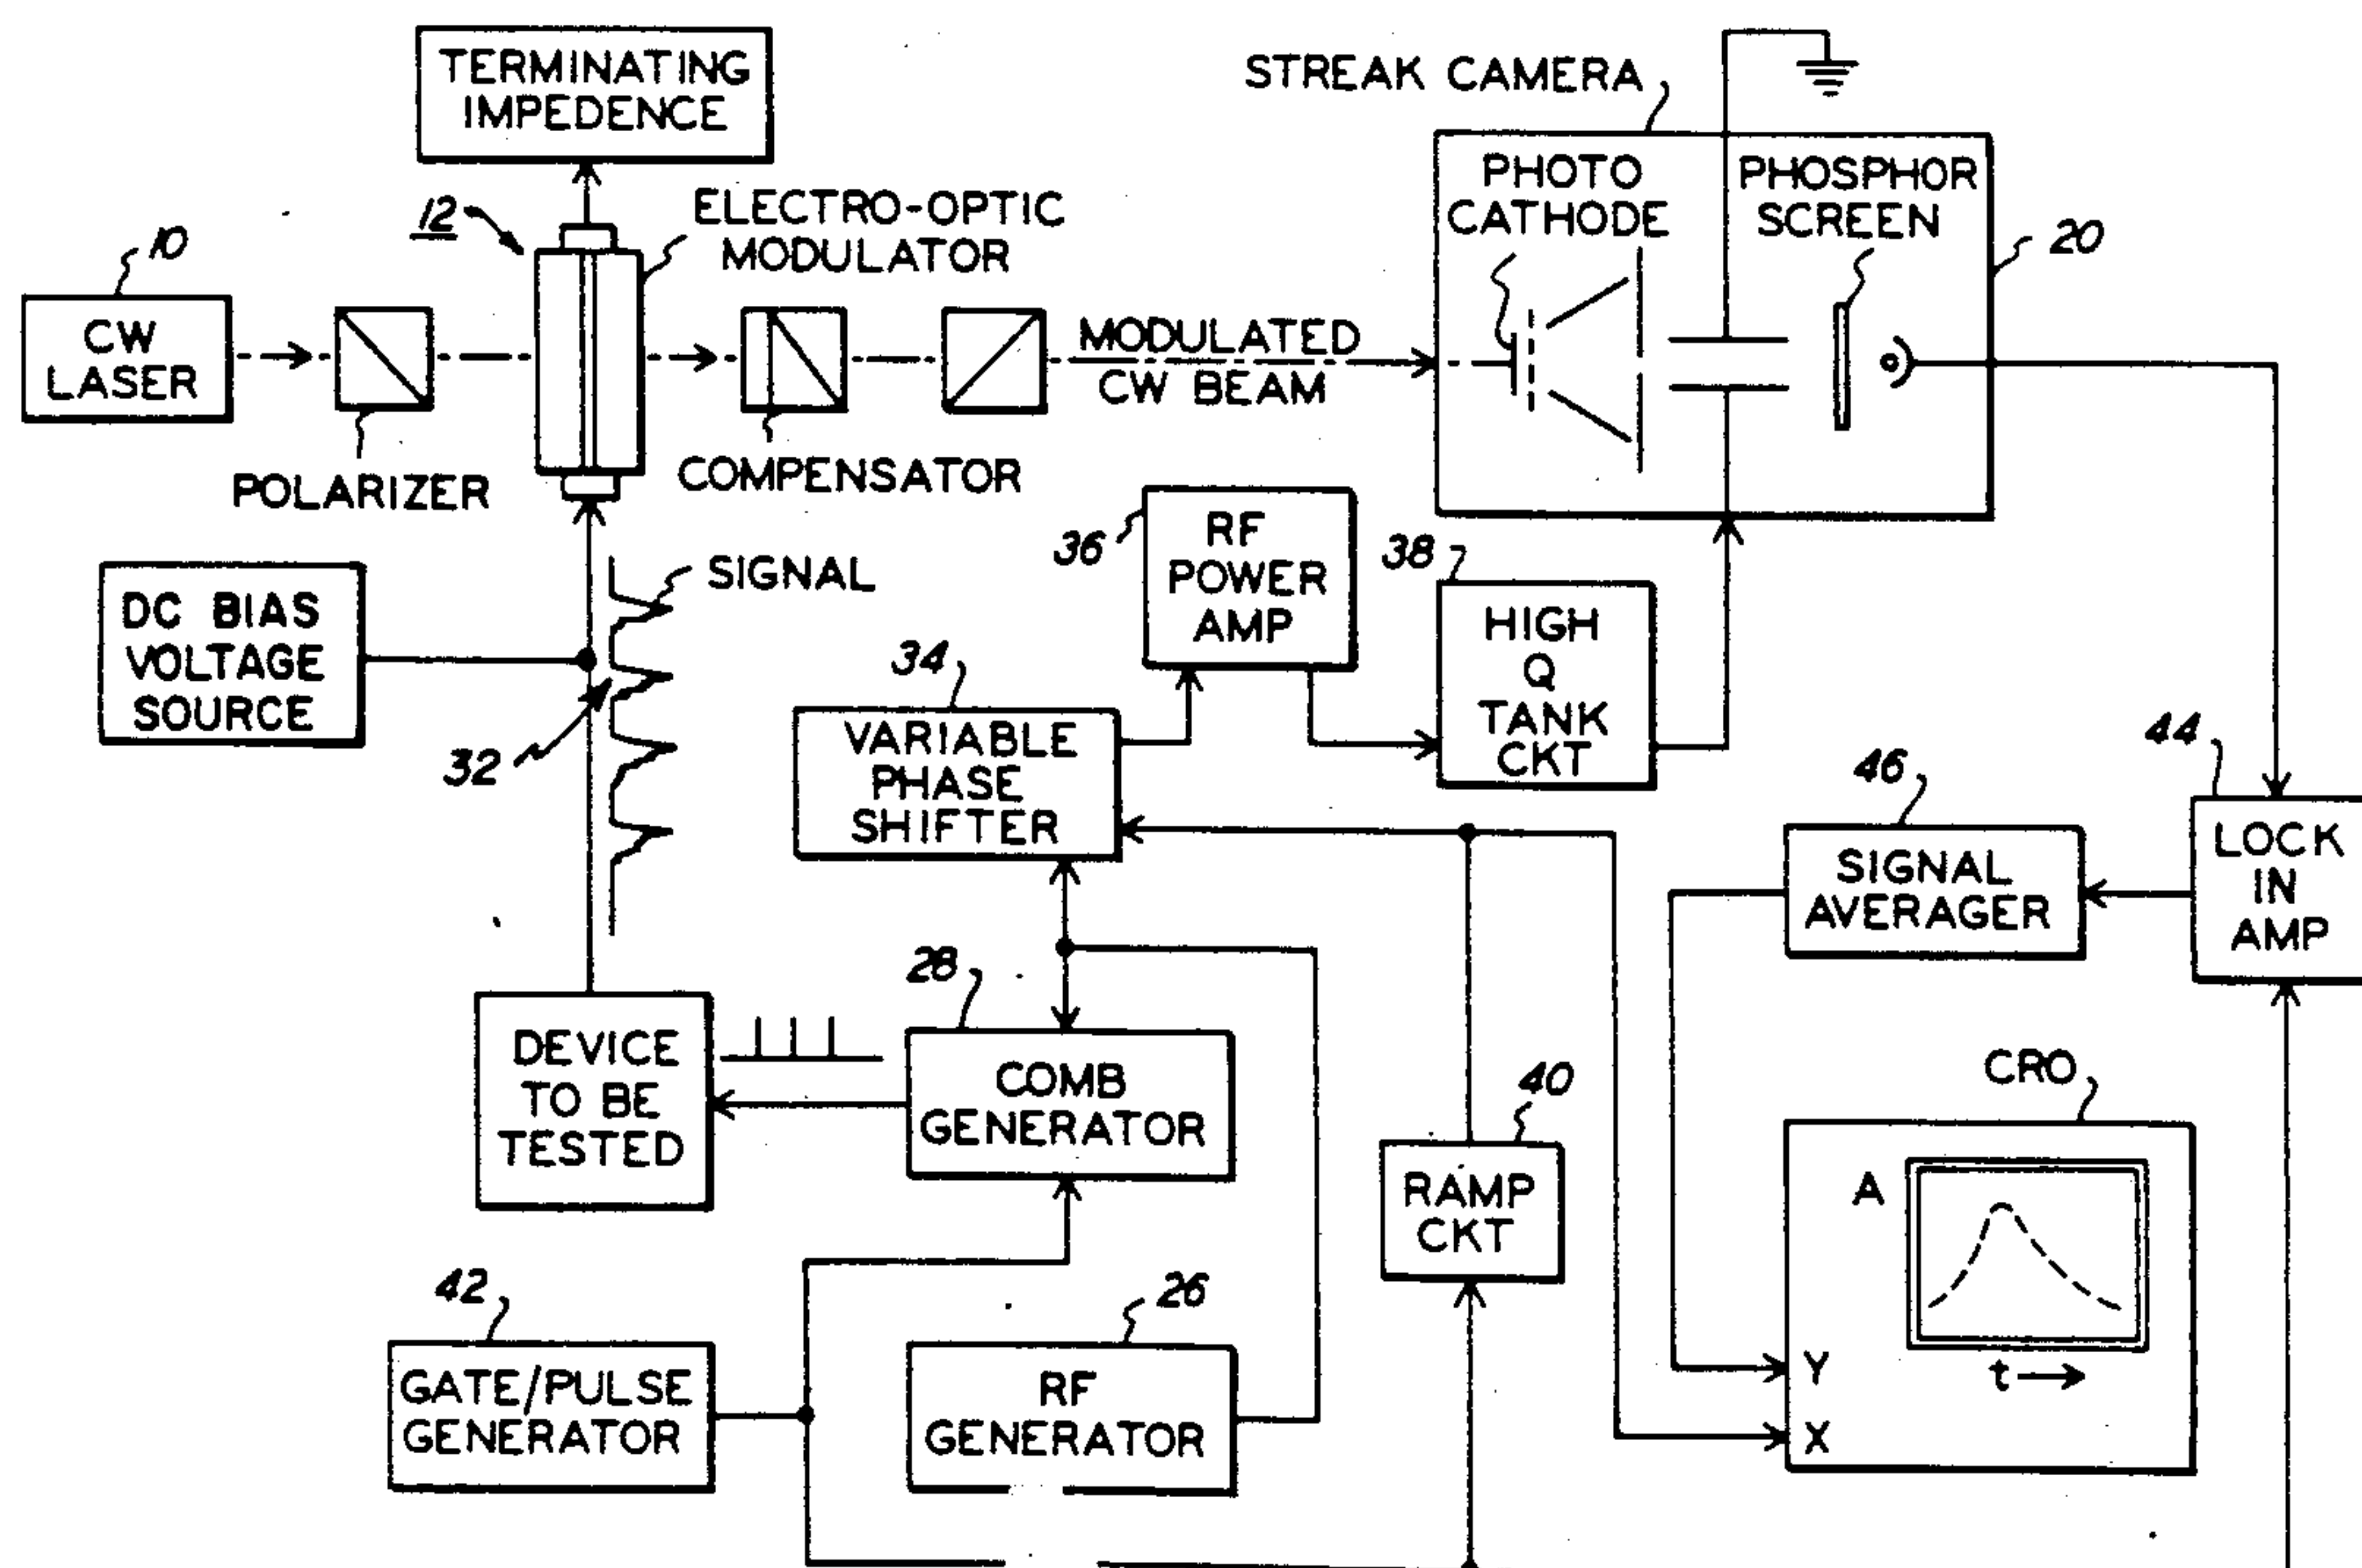 TERMINATING
IMPEDENCE
STREAK CAMERA
PHOTO
CATHODE
PHOSPHOR
SCREEN
20
12
ELECTRO-OPTIC
MODULATOR
10
CW
LASER
MODULATED
CW BEAM
POLARIZER
COMPENSATOR
DC BIAS
VOLTAGE
SOURCE
SIGNAL
32
36
RF
POWER
AMP
38
HIGH
Q
TANK
CKT
34
VARIABLE
PHASE
SHIFTER
44
LOCK
IN
AMP
46
SIGNAL
AVERAGER
28
COMB
GENERATOR
DEVICE
TO BE
TESTED
40
RAMP
CKT
CRO
A
t
Y
X
42
GATE/PULSE
GENERATOR
26
RF
GENERATOR